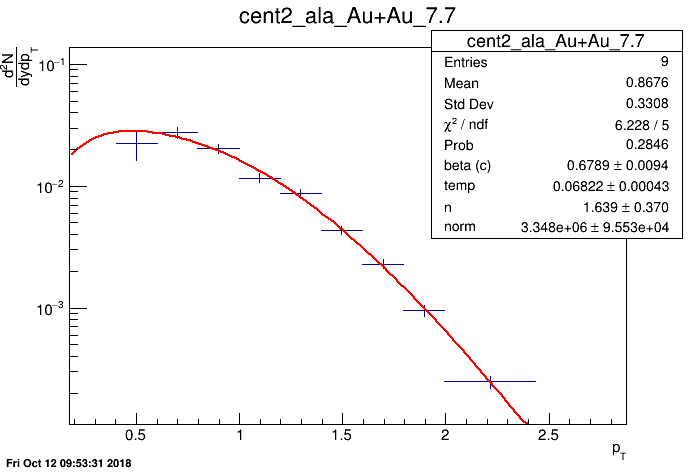 cent2_ala_Au+Au_7.7
d²N
dydp_T
cent2_ala_Au+Au_7.7
Entries 9
Mean 0.8676
Std Dev 0.3308
χ² / ndf 6.228 / 5
Prob 0.2846
beta (c) 0.6789 ± 0.0094
temp 0.06822 ± 0.00043
n 1.639 ± 0.370
norm 3.348e+06 ± 9.553e+04
10⁻¹
10⁻²
10⁻³
0.5 1 1.5 2 2.5
p_T
Fri Oct 12 09:53:31 2018